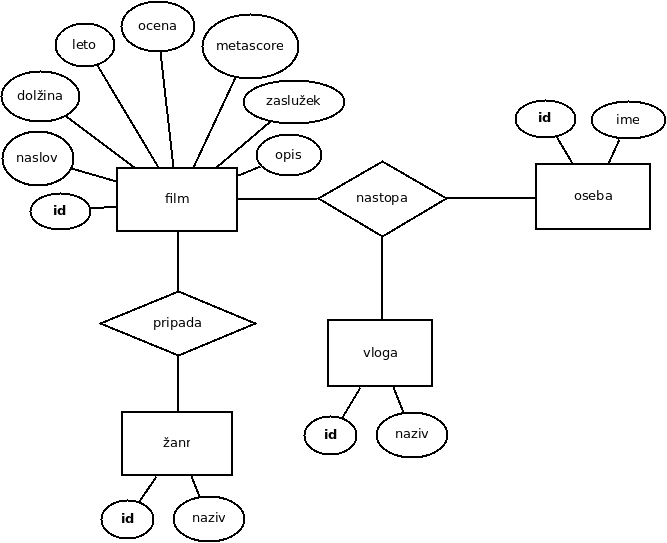 ocena
leto
metascore
dolžina
zaslužek
id
ime
naslov
opis
film
nastopa
oseba
id
pripada
vloga
id
naziv
žanr
id
naziv